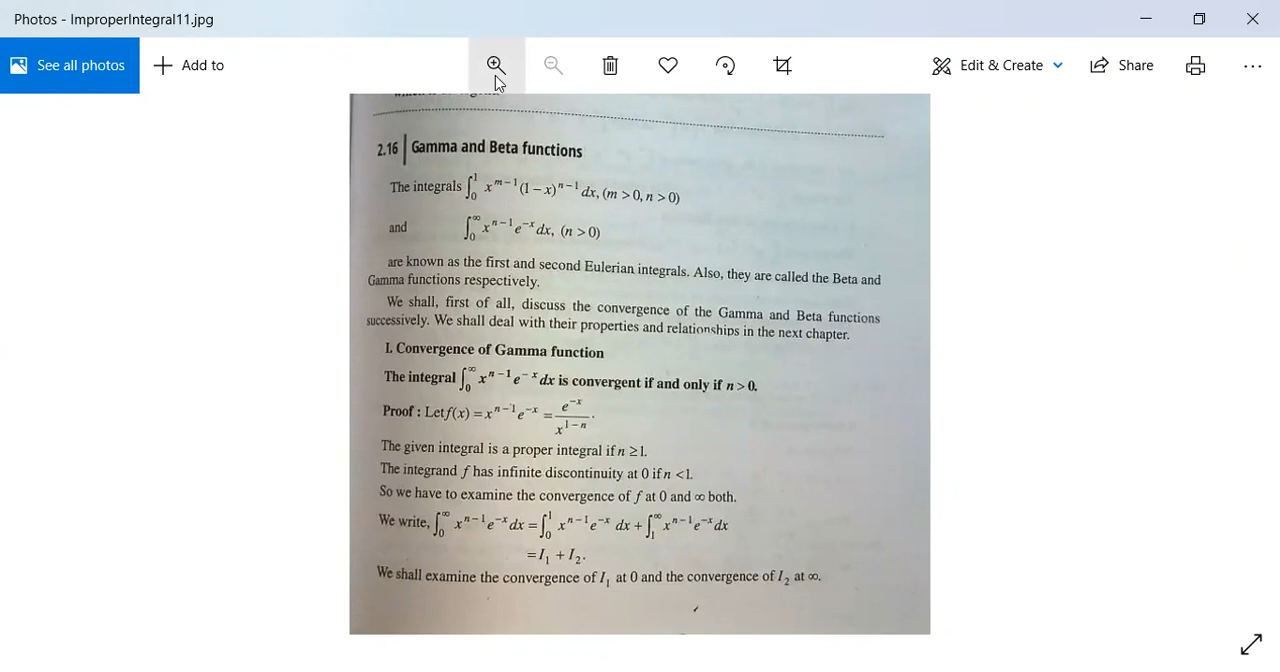 Photos - ImproperIntegral11.jpg
See all photos
Add to
Edit & Create
Share
2.16 Gamma and Beta functions
The integrals ∫₀¹ xᵐ⁻¹(1−x)ⁿ⁻¹ dx, (m > 0, n > 0)
and ∫₀^∞ xⁿ⁻¹ e⁻ˣ dx, (n > 0)
are known as the first and second Eulerian integrals. Also, they are called the Beta and
Gamma functions respectively.
We shall, first of all, discuss the convergence of the Gamma and Beta functions
successively. We shall deal with their properties and relationships in the next chapter.
I. Convergence of Gamma function
The integral ∫₀^∞ xⁿ⁻¹ e⁻ˣ dx is convergent if and only if n > 0.
Proof : Let f(x) = xⁿ⁻¹ e⁻ˣ = e⁻ˣ / x¹⁻ⁿ.
The given integral is a proper integral if n ≥ 1.
The integrand f has infinite discontinuity at 0 if n < 1.
So we have to examine the convergence of f at 0 and ∞ both.
We write, ∫₀^∞ xⁿ⁻¹ e⁻ˣ dx = ∫₀¹ xⁿ⁻¹ e⁻ˣ dx + ∫₁^∞ xⁿ⁻¹ e⁻ˣ dx
= I₁ + I₂.
We shall examine the convergence of I₁ at 0 and the convergence of I₂ at ∞.